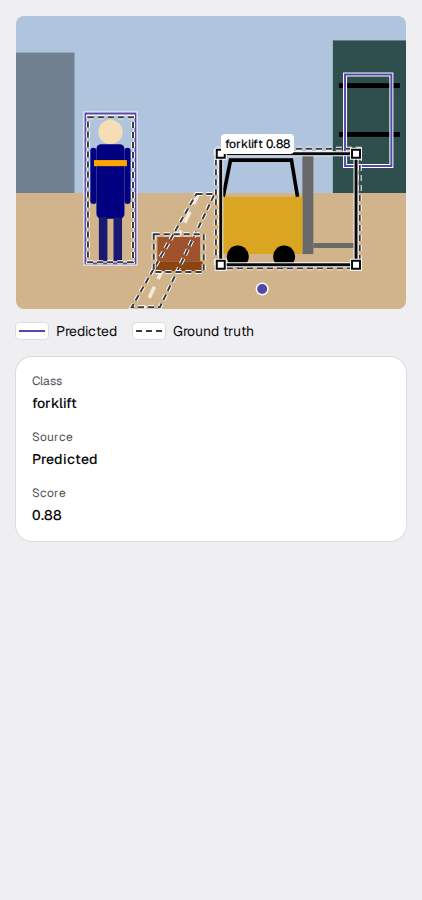 forklift 0.88
Predicted
Ground truth
Class
forklift
Source
Predicted
Score
0.88